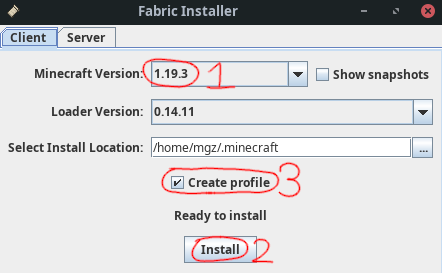 Fabric Installer
Client Server
Minecraft Version: 1.19.3 1 Show snapshots
Loader Version: 0.14.11
Select Install Location: /home/mgz/.minecraft ...
Create profile 3
Ready to install
Install 2